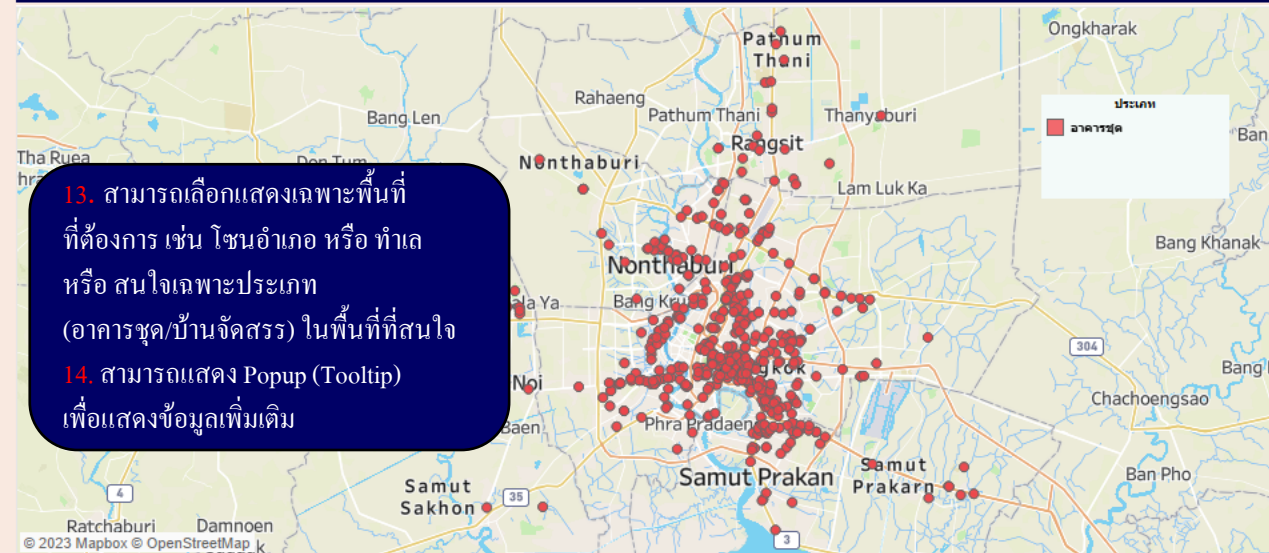 Pathum
Thani
Ongkharak
Rahaeng
Bang Len
Pathum Thani
Thanyaburi
ประเภท
อาคารชุด
Rangsit
Ban
Tha Ruea
Don Tum
Nonthaburi
Lam Luk Ka
13. สามารถเลือกแสดงเฉพาะพื้นที่
ที่ต้องการ เช่น โซนอำเภอ หรือ ทำเล
หรือ สนใจเฉพาะประเภท
(อาคารชุด/บ้านจัดสรร) ในพื้นที่ที่สนใจ
14. สามารถแสดง Popup (Tooltip)
เพื่อแสดงข้อมูลเพิ่มเติม
Bang Khanak
Nonthaburi
Ya
304
Noi
Chachoengsao
Phra Pradaeng
Samut Prakan
Samut
Prakarn
Ban Pho
4
Samut
Sakhon
35
3
Ratchaburi
Damnoen
© 2023 Mapbox © OpenStreetMap